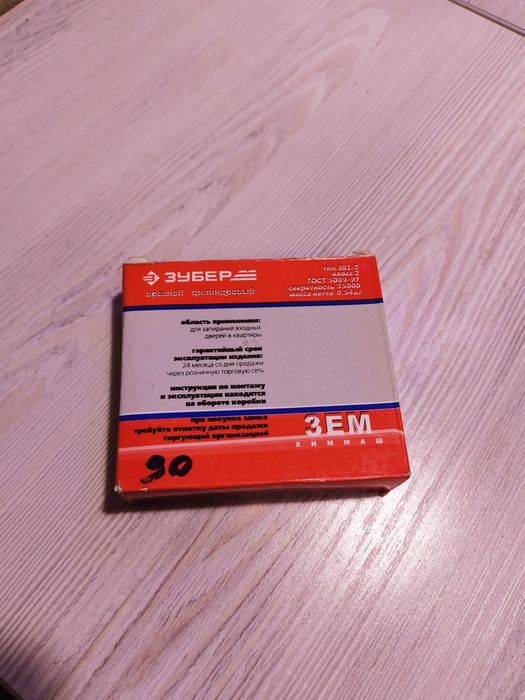 ЗУБЕР
врезной цилиндровый
тип ЗВ1-2
класс 2
ГОСТ 5089-97
секретность 15000
масса нетто 0,54кг
область применения:
для запирания входных
дверей в квартиры
гарантийный срок
эксплуатации изделия:
24 месяца со дня продажи
через розничную торговую сеть
инструкция по монтажу
и эксплуатации находится
на обороте коробки
при покупке замка
требуйте отметку даты продажи
торгующей организацией
ЗЕМ
ХИММАШ
90